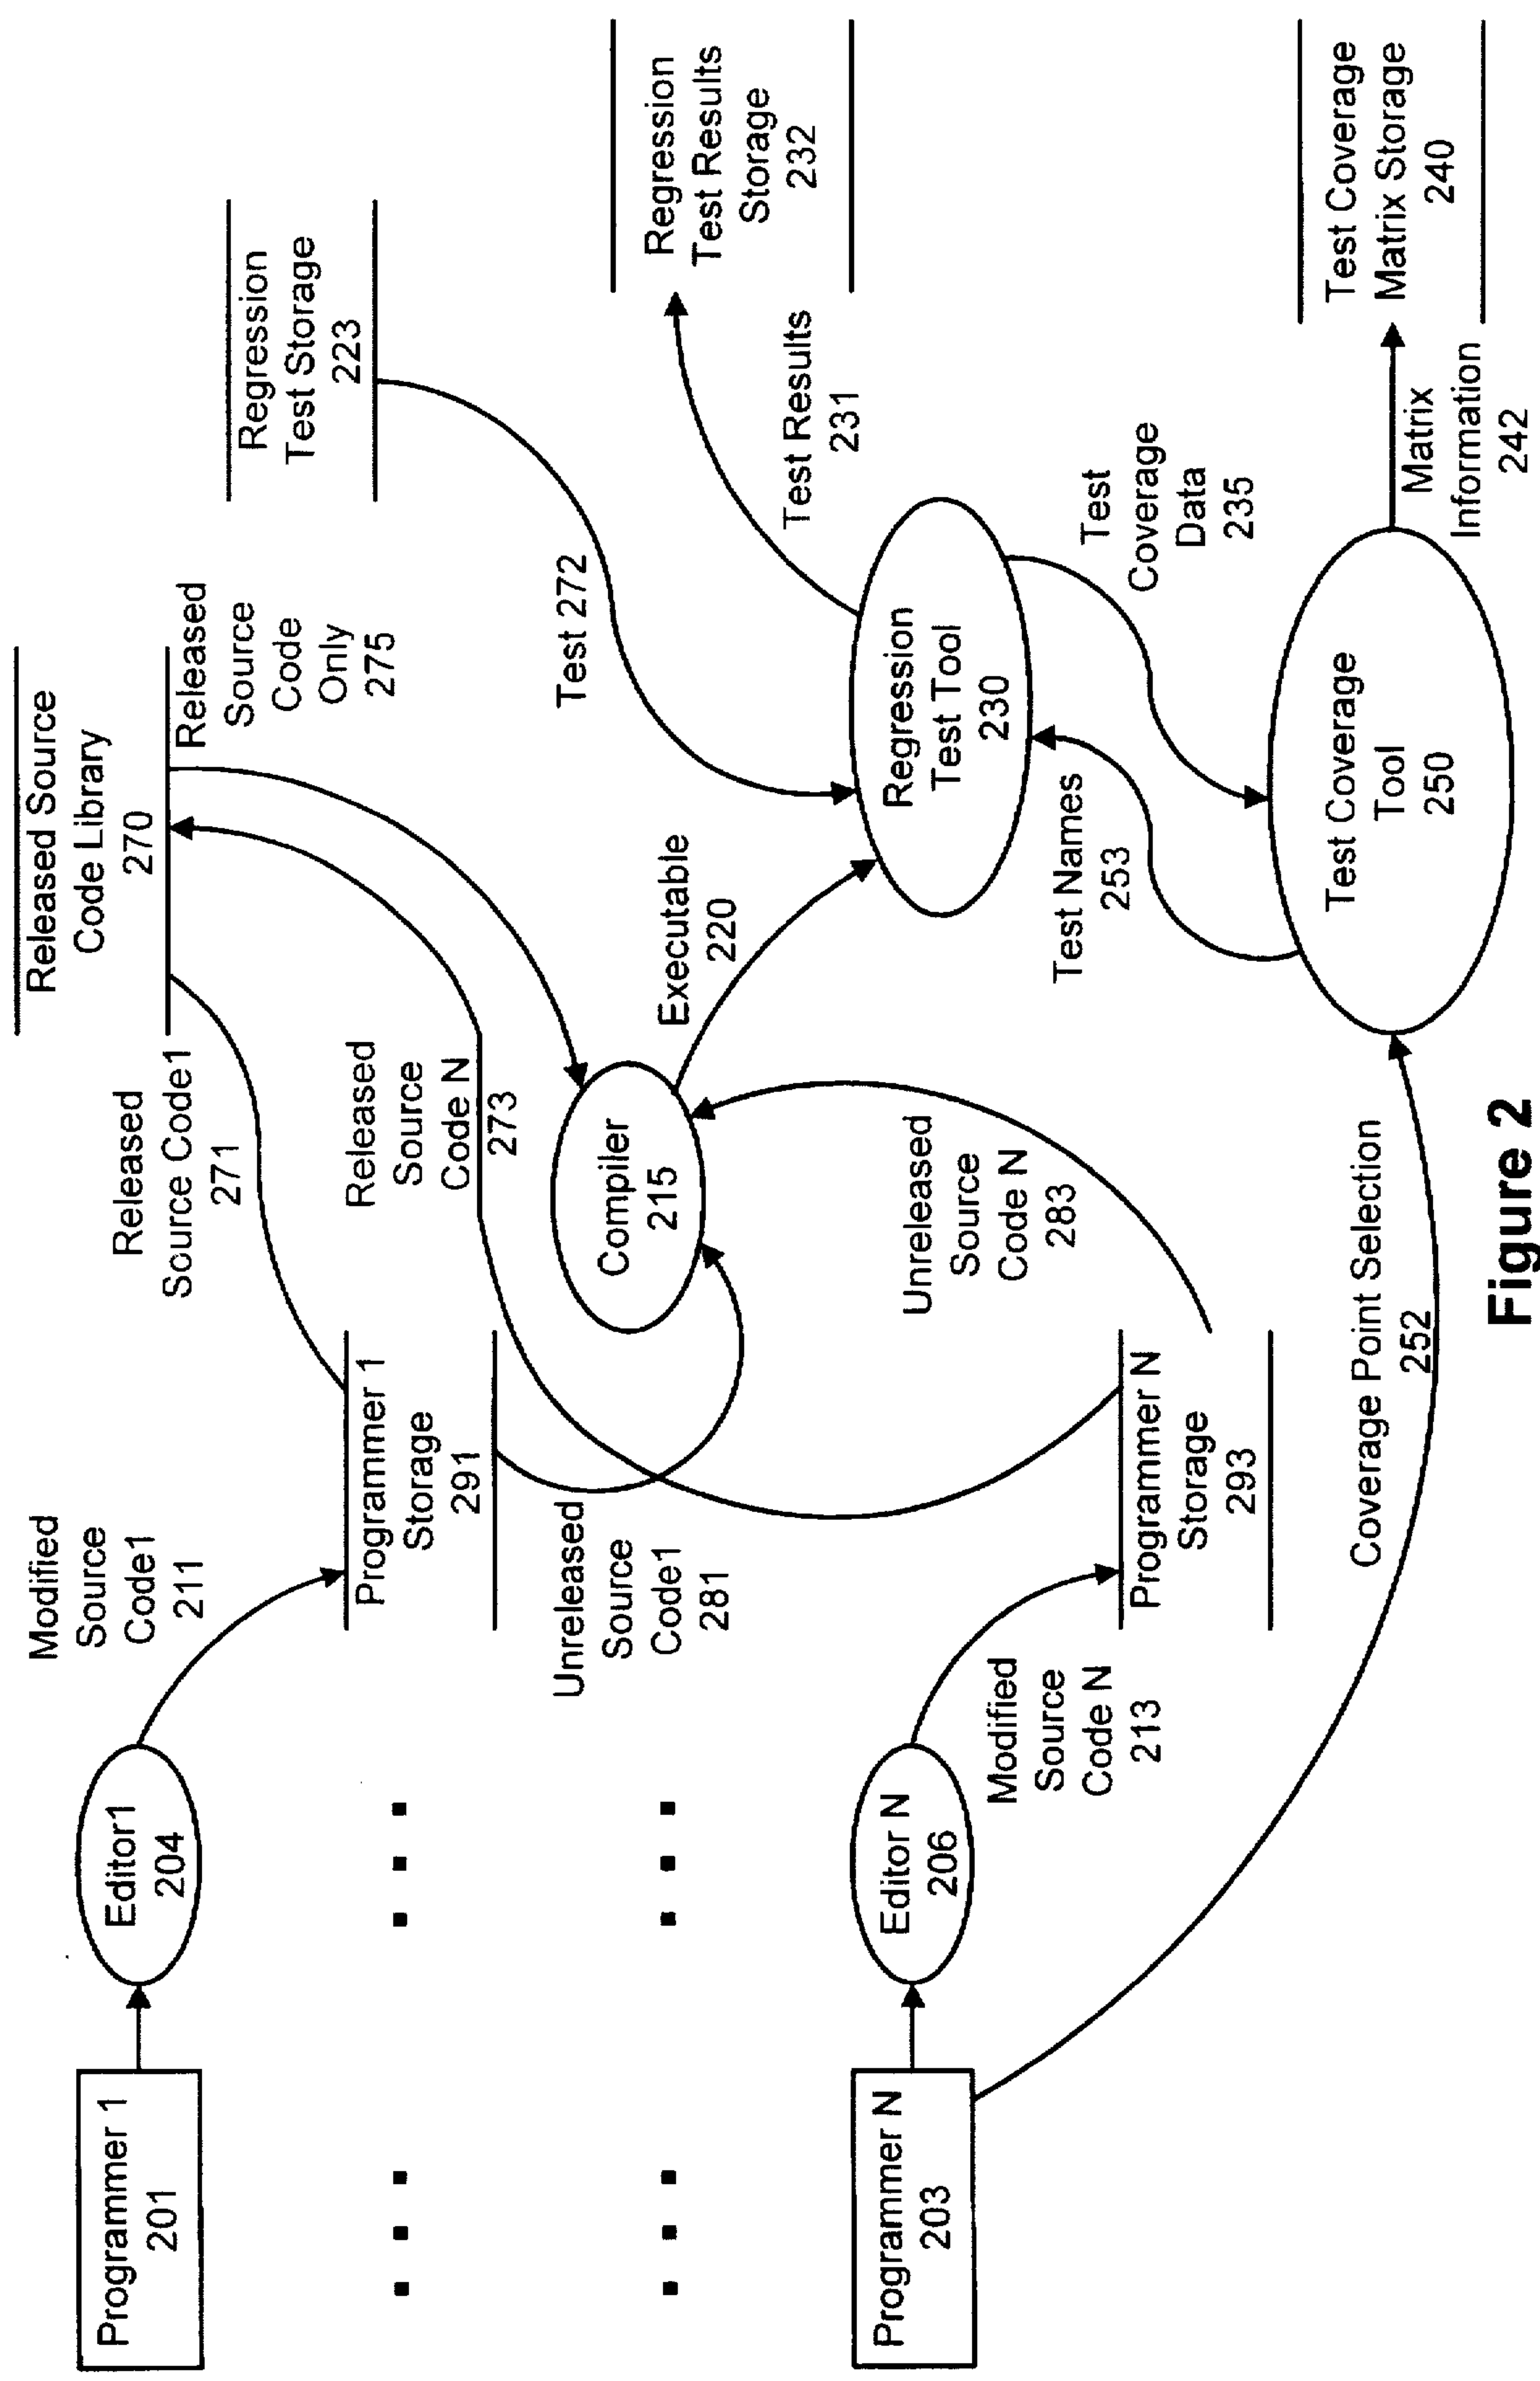 Programmer 1
201
Editor1
204
Modified
Source
Code1
211
Programmer 1
Storage
291
Released
Source Code1
271
Released Source
Code Library
270
Released
Source
Code
Only
275
Regression
Test Storage
223
Released
Source
Code N
273
Unreleased
Source
Code1
281
Compiler
215
Executable
220
Test 272
Regression
Test Results
Storage
232
Test Results
231
Programmer N
203
Editor N
206
Modified
Source
Code N
213
Programmer N
Storage
293
Unreleased
Source
Code N
283
Regression
Test Tool
230
Test Names
253
Test
Coverage
Data
235
Coverage Point Selection
252
Test Coverage
Tool
250
Matrix
Information
242
Test Coverage
Matrix Storage
240
Figure 2